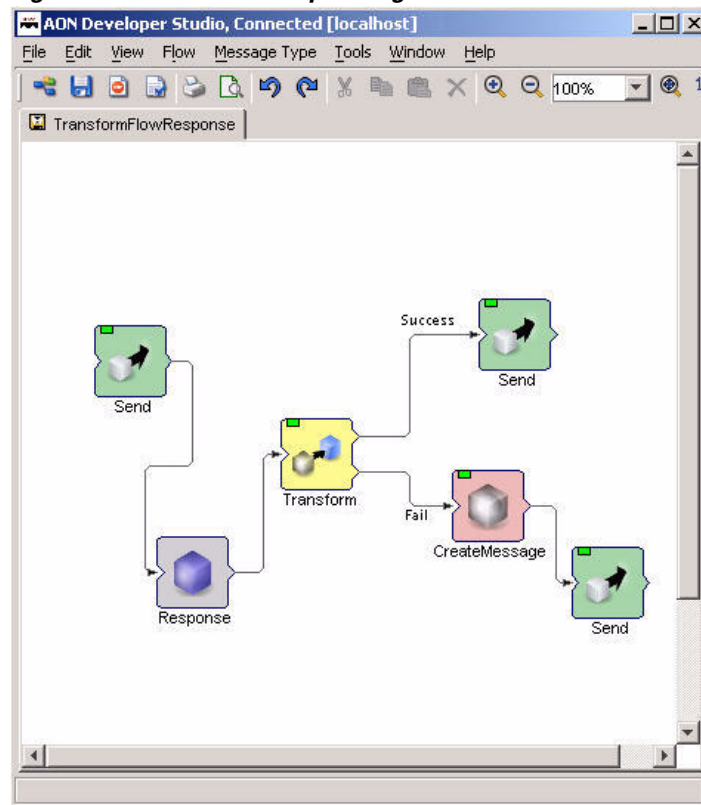 AON Developer Studio, Connected [localhost]
File Edit View Flow Message Type Tools Window Help
100%
TransformFlowResponse
Success
Send
Send
Transform
Fail
CreateMessage
Response
Send